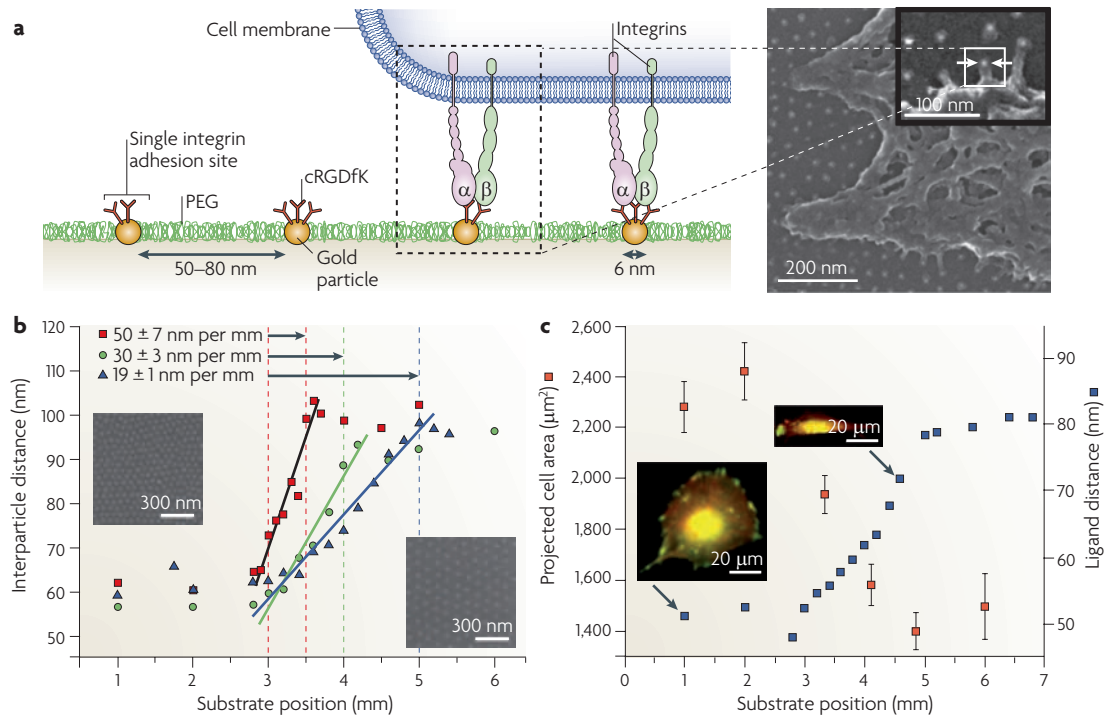 a
Cell membrane
Integrins
Single integrin
adhesion site
cRGDfK
PEG
α
β
α
β
Gold
particle
50–80 nm
6 nm
100 nm
200 nm
b
Interparticle distance (nm)
120
110
100
90
80
70
60
50
50 ± 7 nm per mm
30 ± 3 nm per mm
19 ± 1 nm per mm
300 nm
300 nm
1
2
3
4
5
6
Substrate position (mm)
c
Projected cell area (μm²)
2,600
2,400
2,200
2,000
1,800
1,600
1,400
20 μm
20 μm
90
80
70
60
50
Ligand distance (nm)
0
1
2
3
4
5
6
7
Substrate position (mm)